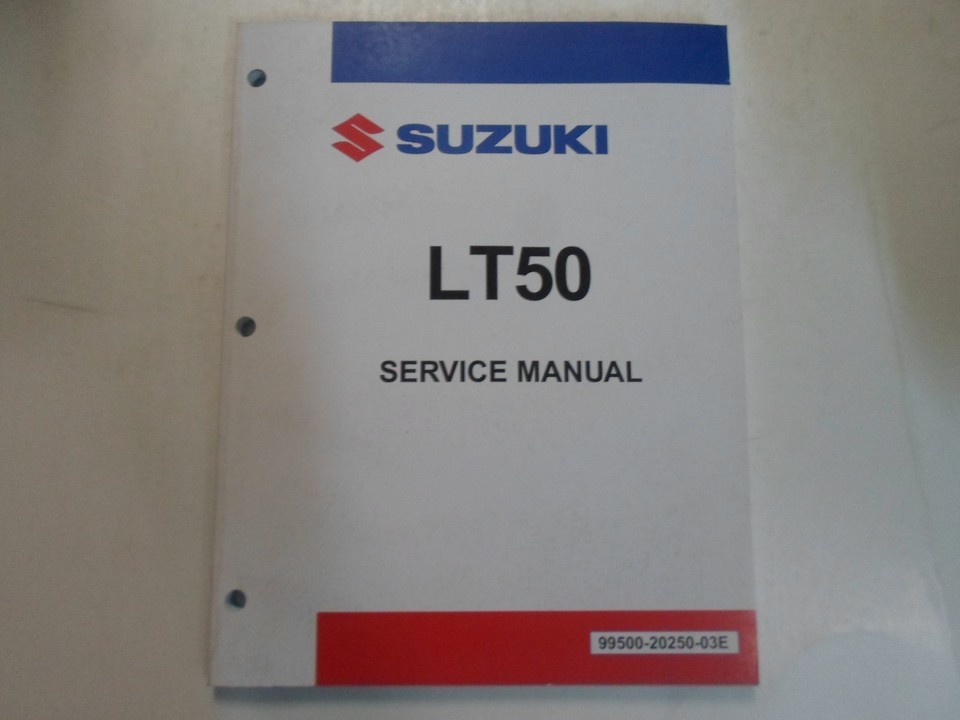 SUZUKI
LT50
SERVICE MANUAL
99500-20250-03E